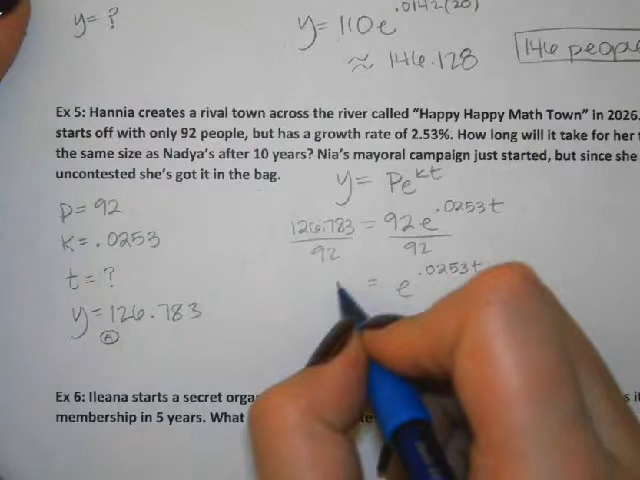 y = ?
y = 110e^.0142(20)
≈ 146.128
146 people
Ex 5: Hannia creates a rival town across the river called "Happy Happy Math Town" in 2026.
starts off with only 92 people, but has a growth rate of 2.53%. How long will it take for her
the same size as Nadya's after 10 years? Nia's mayoral campaign just started, but since she
uncontested she's got it in the bag.
y = Pe^kt
P = 92
126.783/92 = 92e^.0253t/92
k = .0253
t = ?
= e^.0253t
y = 126.783
A
Ex 6: Ileana starts a secret orga
membership in 5 years. What